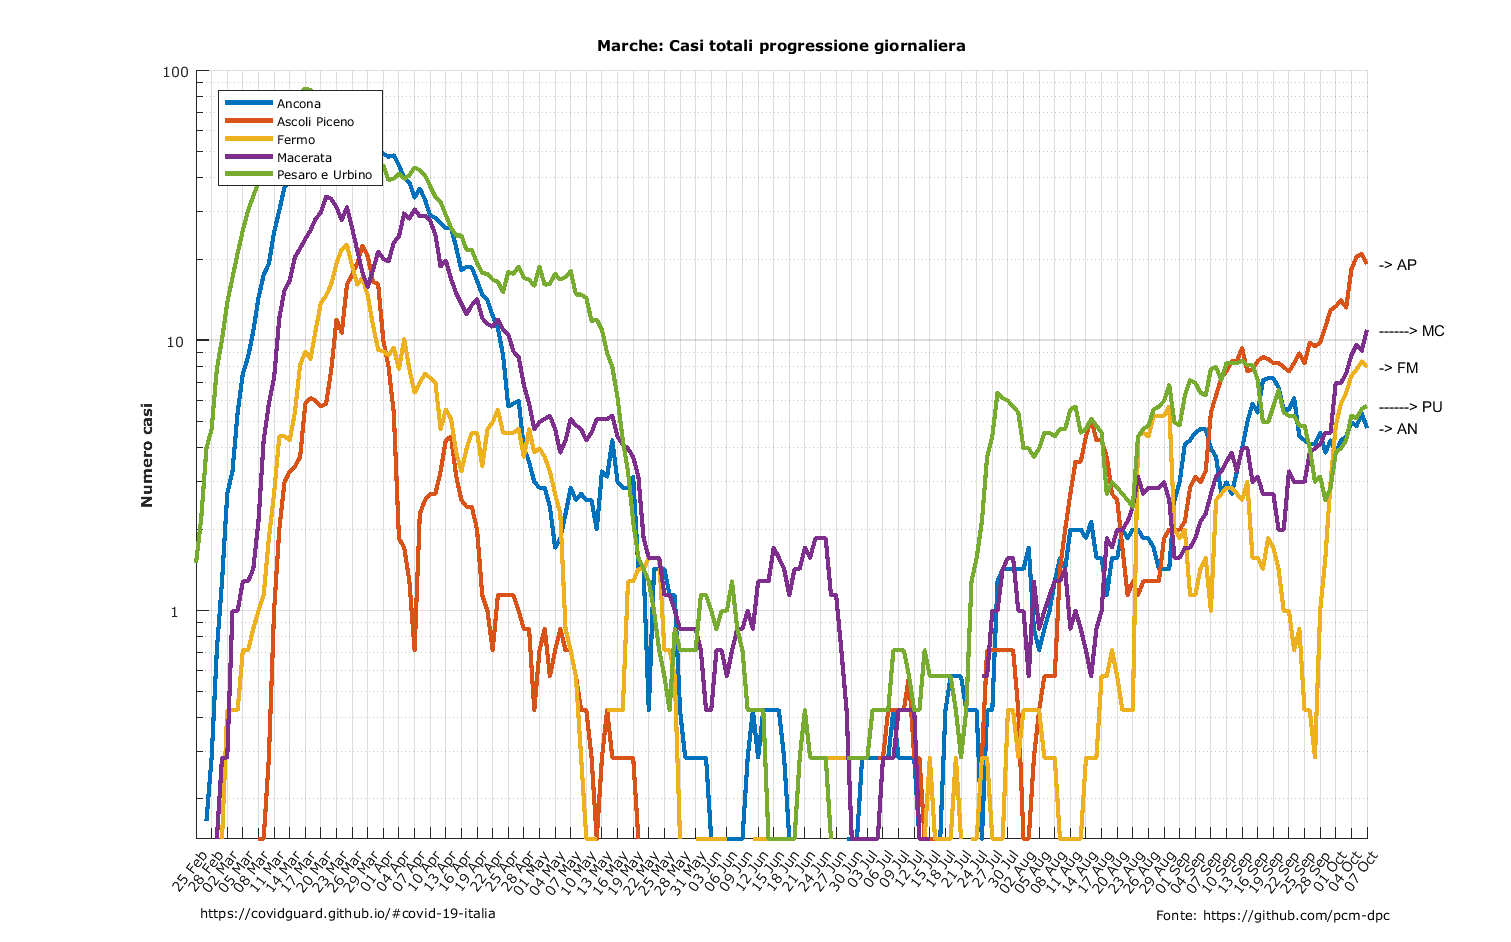 Marche: Casi totali progressione giornaliera
100
10
1
Numero casi
Ancona
Ascoli Piceno
Fermo
Macerata
Pesaro e Urbino
-> AP
------> MC
-> FM
------> PU
-> AN
25 Feb
28 Feb
02 Mar
05 Mar
08 Mar
11 Mar
14 Mar
17 Mar
20 Mar
23 Mar
26 Mar
29 Mar
01 Apr
04 Apr
07 Apr
10 Apr
13 Apr
16 Apr
19 Apr
22 Apr
25 Apr
28 Apr
01 May
04 May
07 May
10 May
13 May
16 May
19 May
22 May
25 May
28 May
31 May
03 Jun
06 Jun
09 Jun
12 Jun
15 Jun
18 Jun
21 Jun
24 Jun
27 Jun
30 Jun
03 Jul
06 Jul
09 Jul
12 Jul
15 Jul
18 Jul
21 Jul
24 Jul
27 Jul
30 Jul
02 Aug
05 Aug
08 Aug
11 Aug
14 Aug
17 Aug
20 Aug
23 Aug
26 Aug
29 Aug
01 Sep
04 Sep
07 Sep
10 Sep
13 Sep
16 Sep
19 Sep
22 Sep
25 Sep
28 Sep
01 Oct
04 Oct
07 Oct
https://covidguard.github.io/#covid-19-italia
Fonte: https://github.com/pcm-dpc